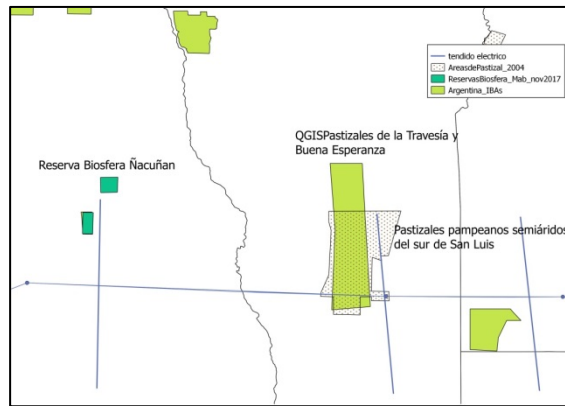 tendido electrico
AreasdePastizal_2004
ReservasBiosfera_Mab_nov2017
Argentina_IBAs
QGISPastizales de la Travesía y
Buena Esperanza
Reserva Biosfera Ñacuñan
Pastizales pampeanos semiáridos
del sur de San Luis